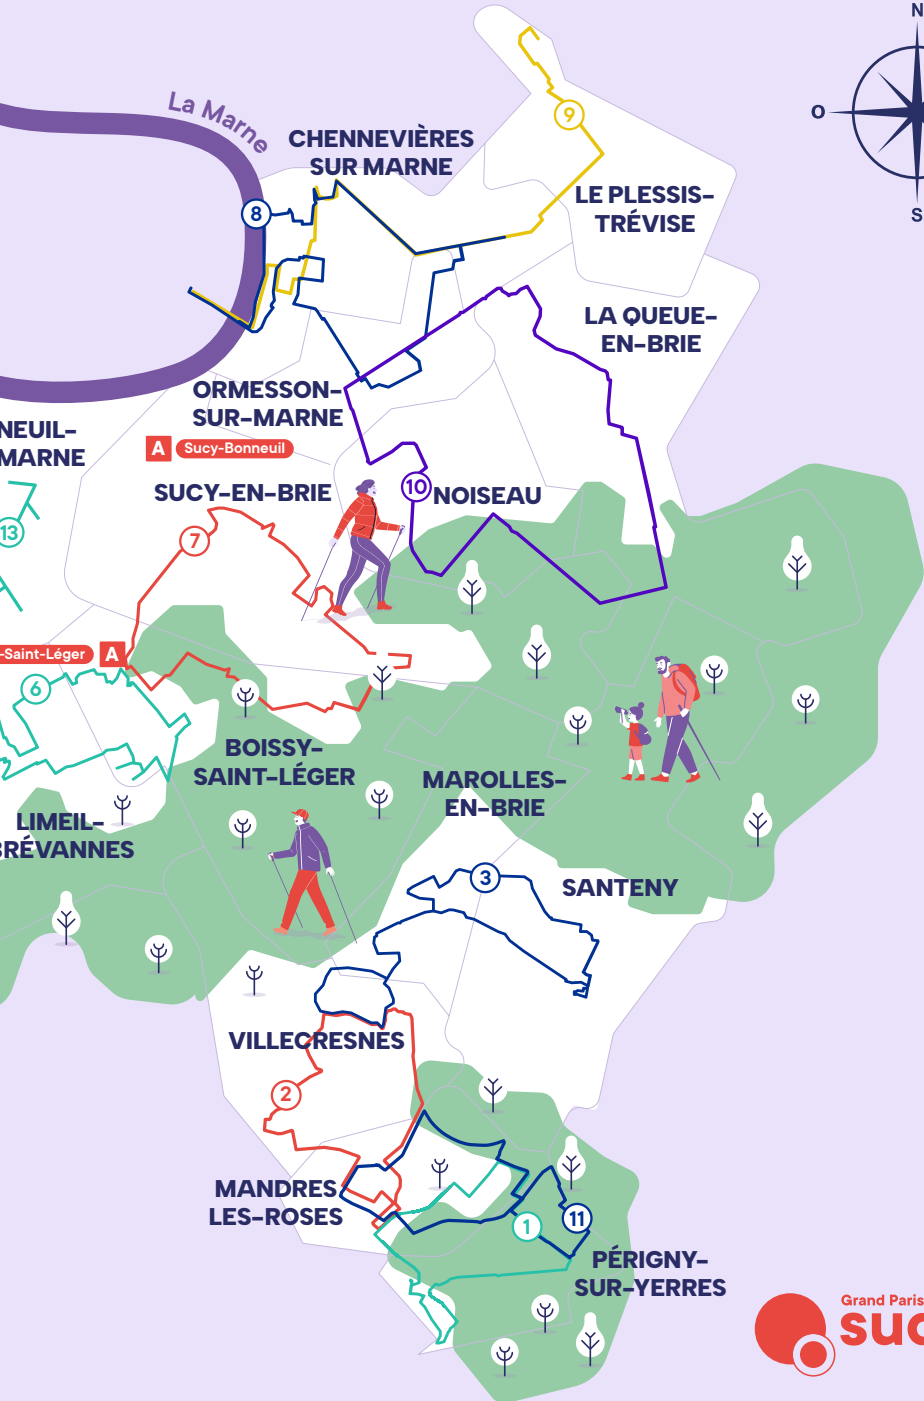 N
La Marne
9
O
CHENNEVIÈRES
SUR MARNE
LE PLESSIS-
TRÉVISE
8
S
LA QUEUE-
EN-BRIE
ORMESSON-
SUR-MARNE
NEUIL-
MARNE
A Sucy-Bonneuil
10
NOISEAU
SUCY-EN-BRIE
13
7
-Saint-Léger A
6
BOISSY-
SAINT-LÉGER
MAROLLES-
EN-BRIE
LIMEIL-
BRÉVANNES
3
SANTENY
VILLECRESNES
2
MANDRES
LES-ROSES
1
11
PÉRIGNY-
SUR-YERRES
Grand Paris
suc